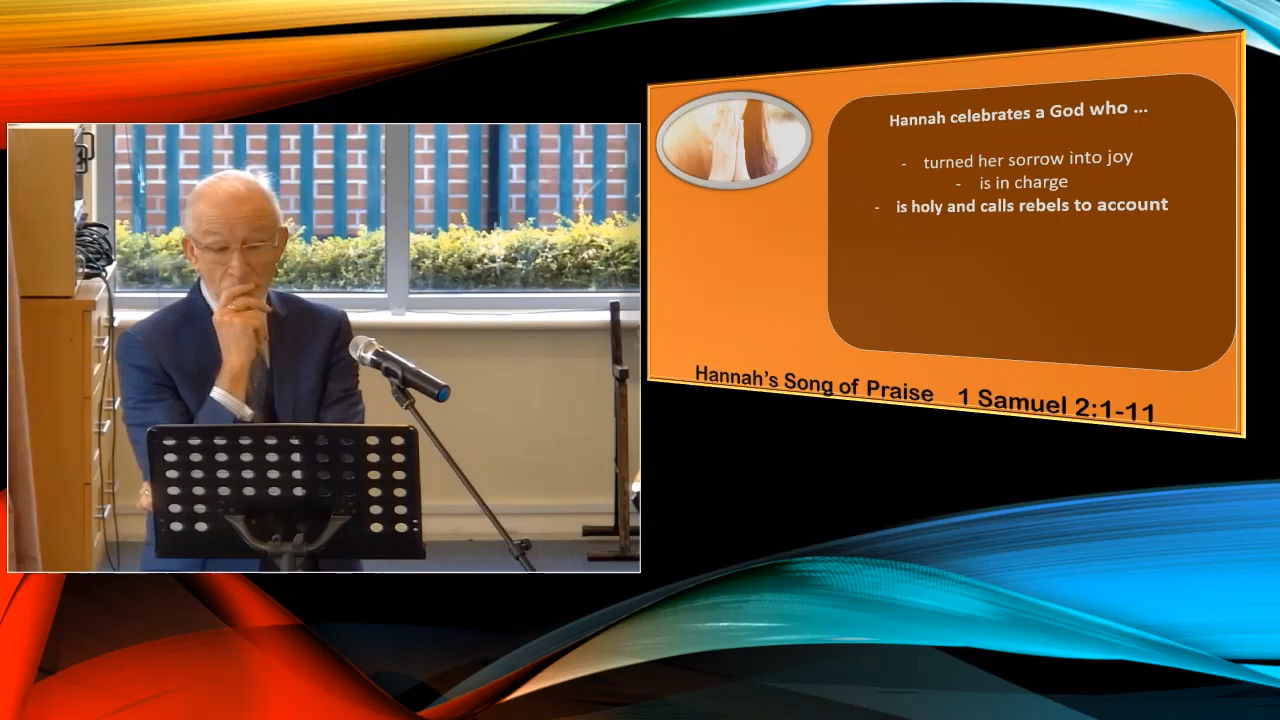 Hannah celebrates a God who ...
- turned her sorrow into joy
- is in charge
- is holy and calls rebels to account
Hannah's Song of Praise 1 Samuel 2:1-11